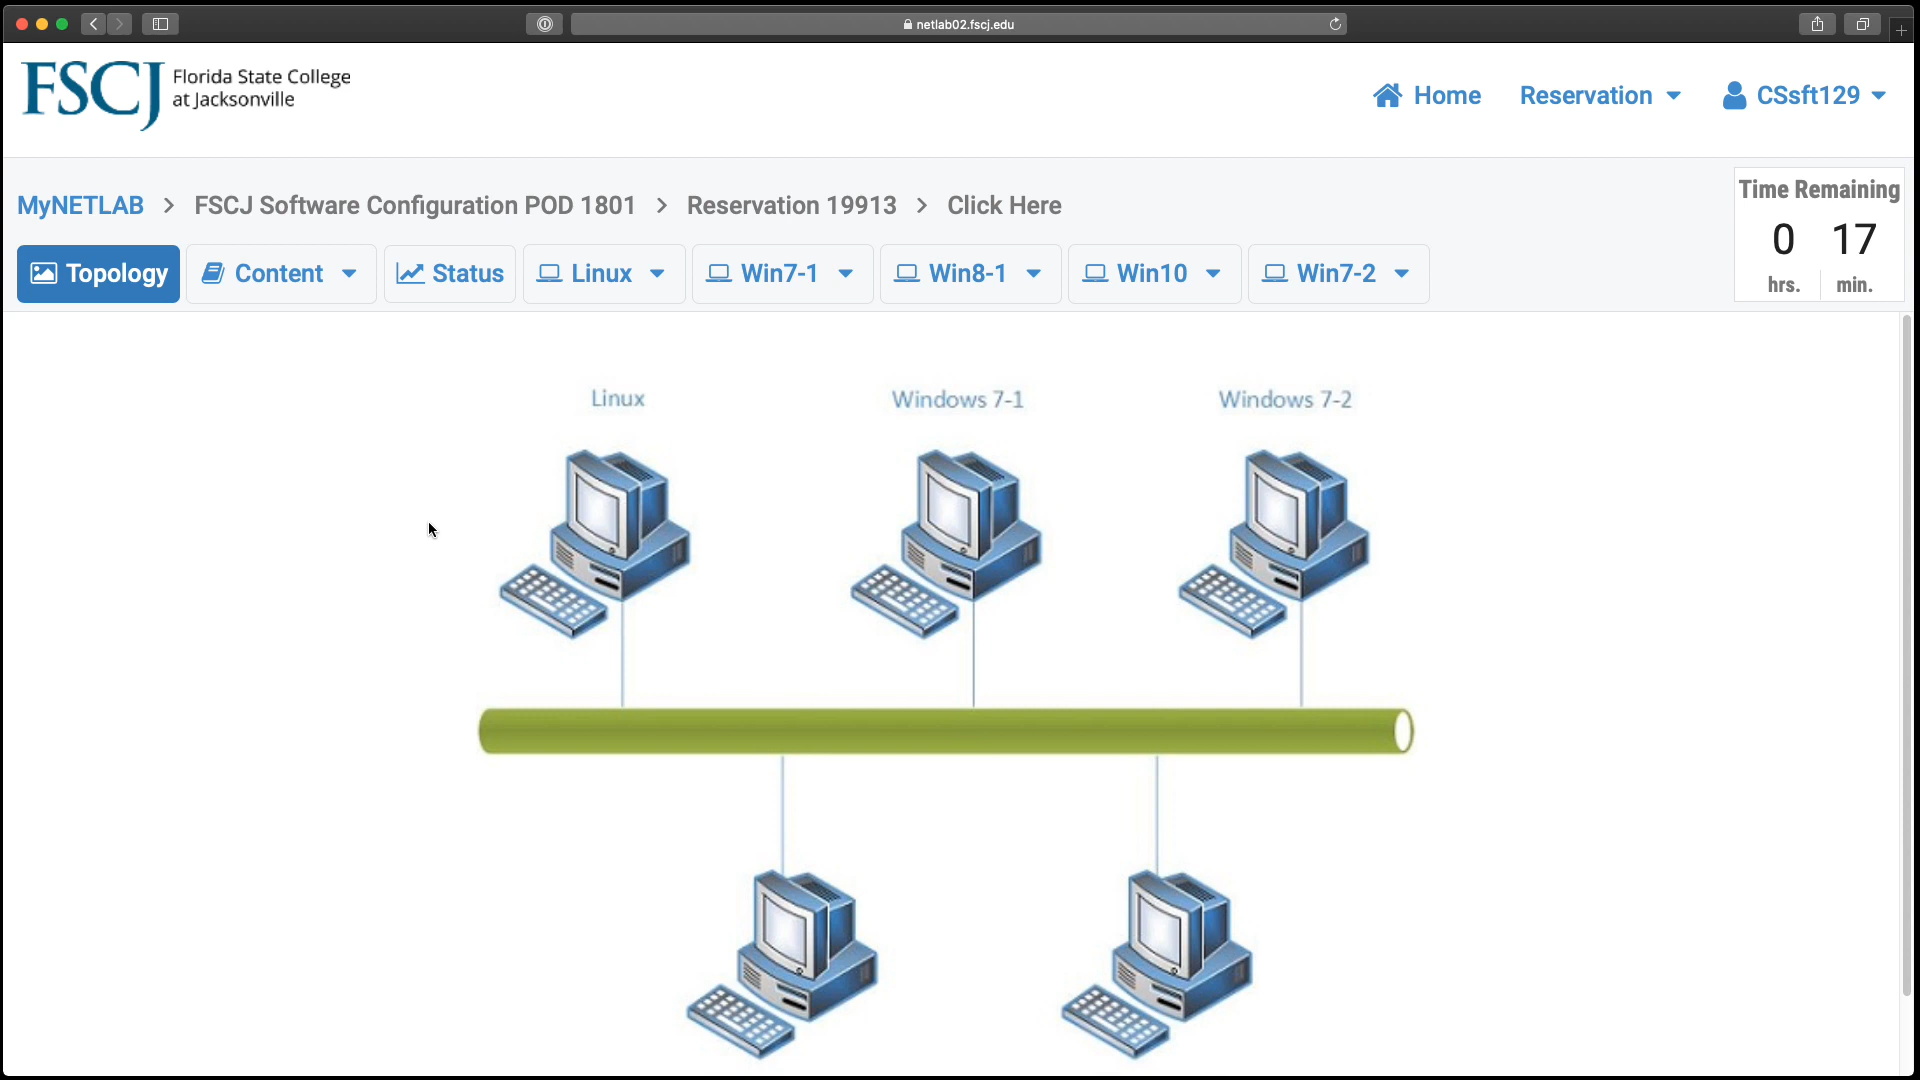 netlab02.fscj.edu
FSCJ Florida State College
at Jacksonville
Home Reservation CSsft129
MyNETLAB > FSCJ Software Configuration POD 1801 > Reservation 19913 > Click Here
Time Remaining
0 17
hrs. min.
Topology Content Status Linux Win7-1 Win8-1 Win10 Win7-2
Linux Windows 7-1 Windows 7-2